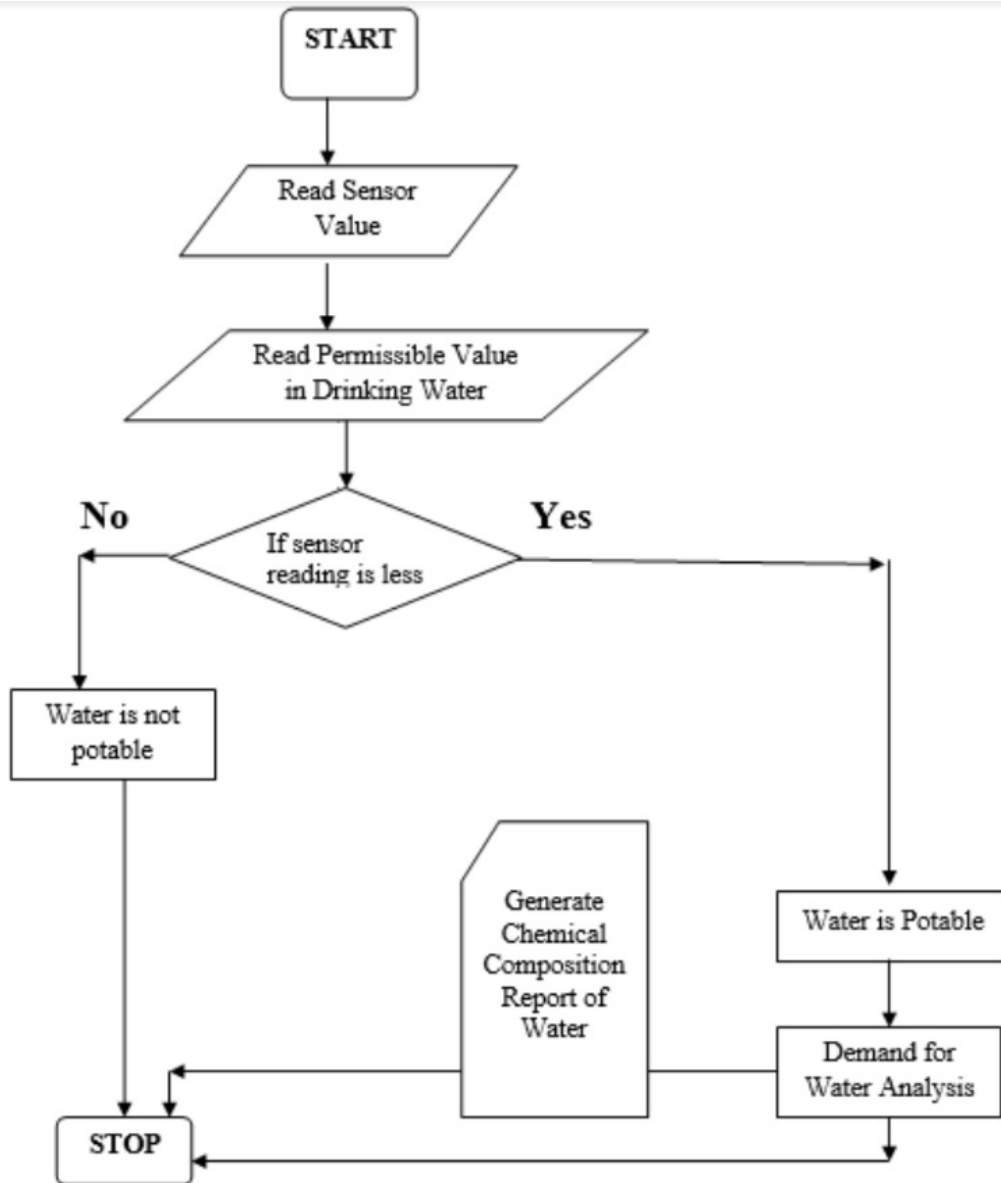 START
Read Sensor
Value
Read Permissible Value
in Drinking Water
No
Yes
If sensor
reading is less
Water is not
potable
Generate
Chemical
Composition
Report of
Water
Water is Potable
Demand for
Water Analysis
STOP